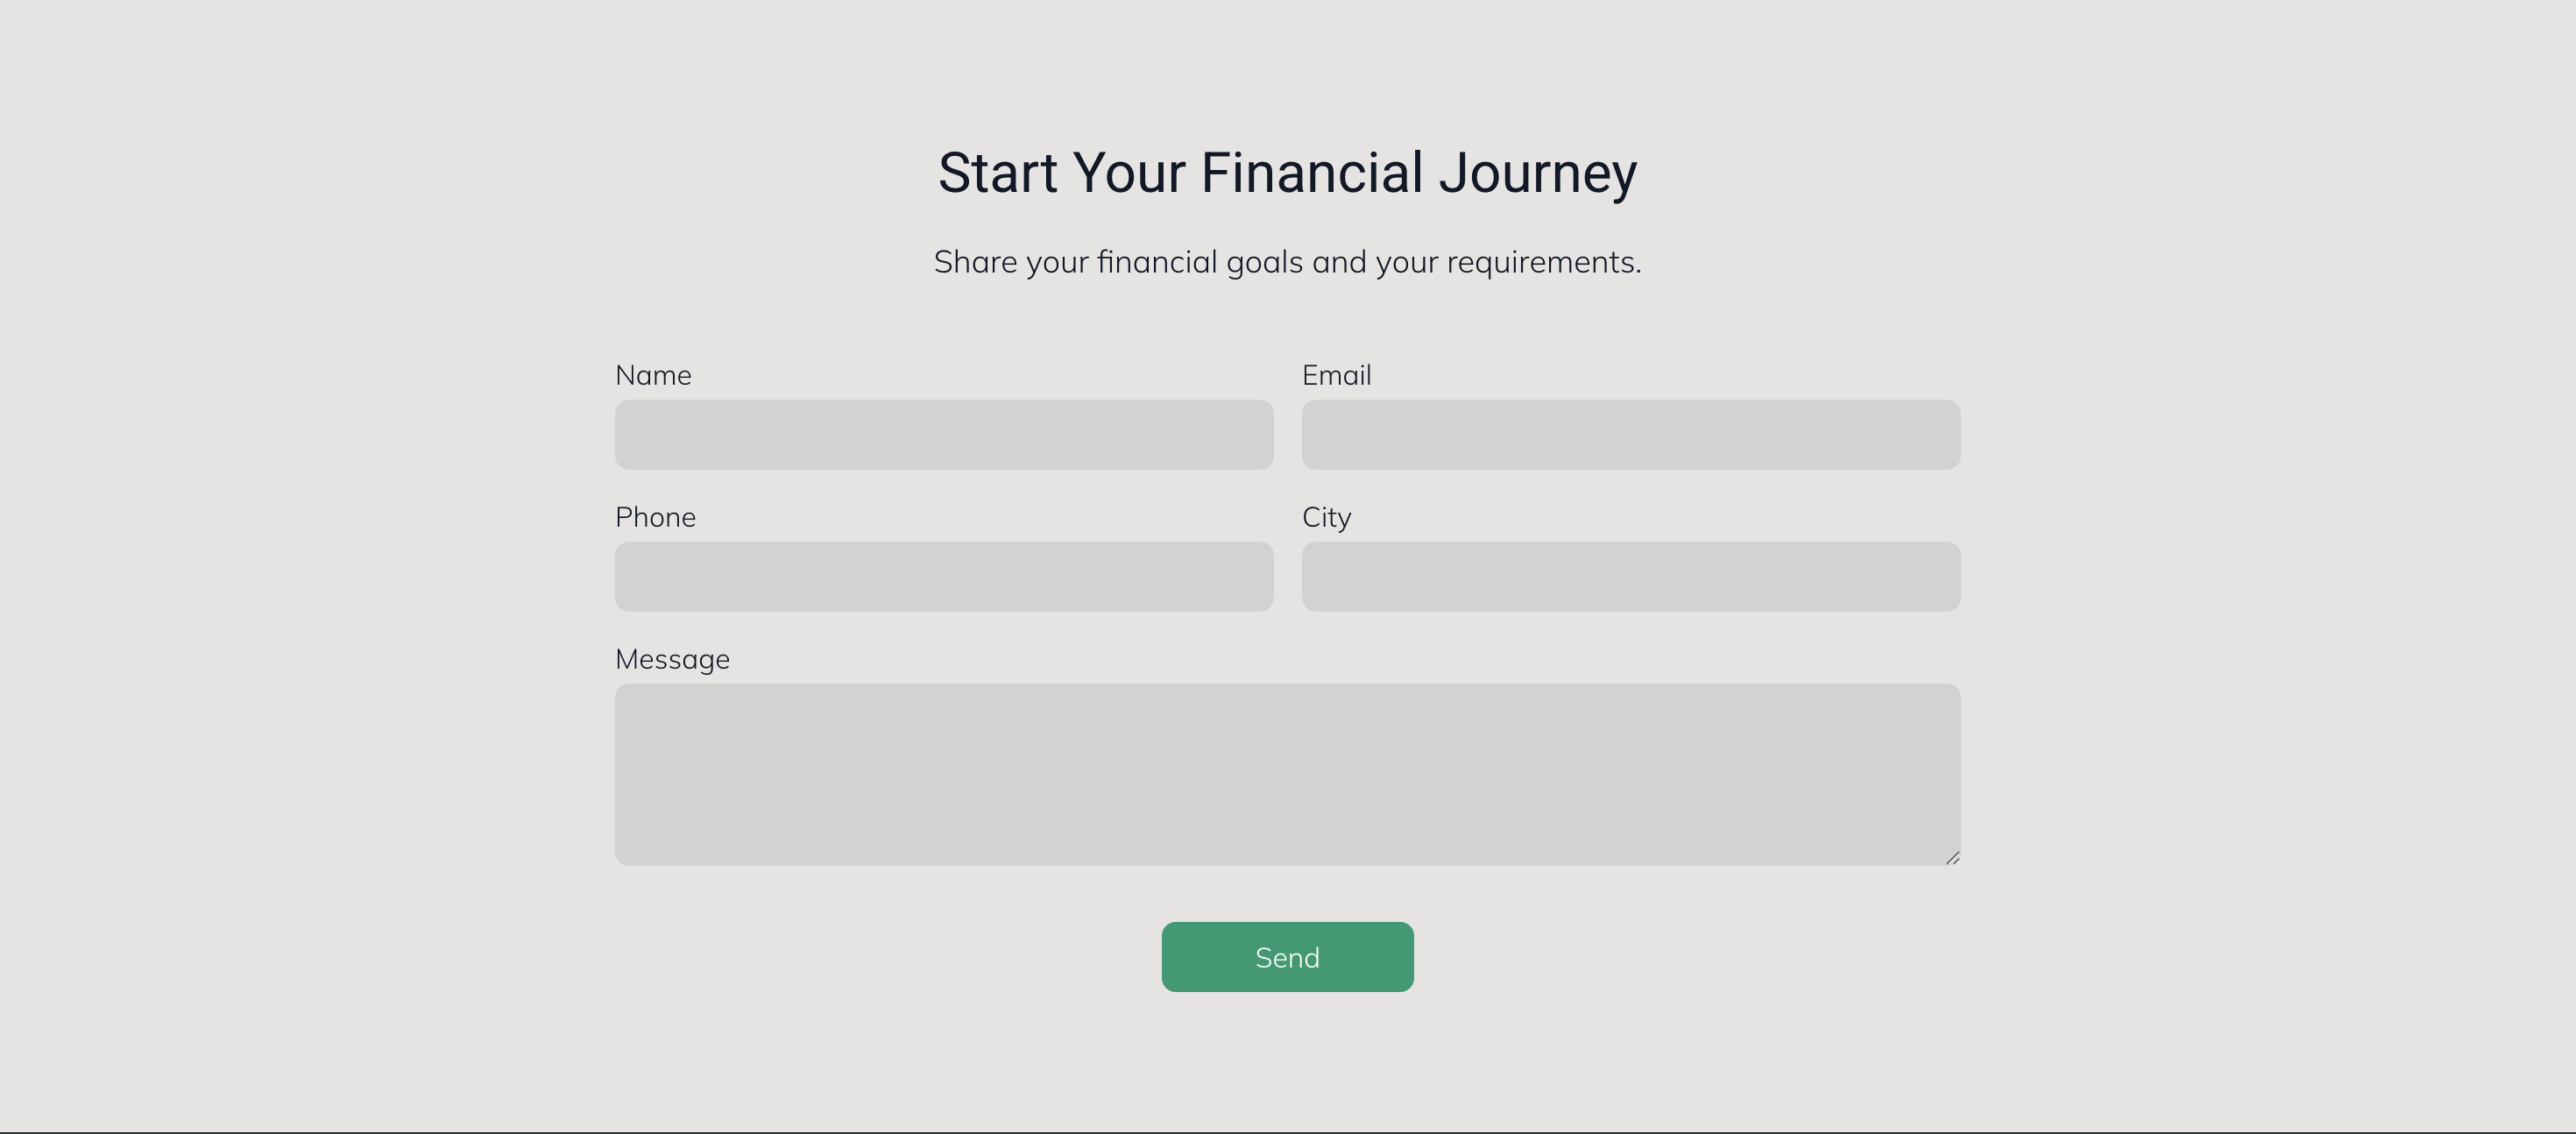 Start Your Financial Journey
Share your financial goals and your requirements.
Name
Email
Phone
City
Message
Send